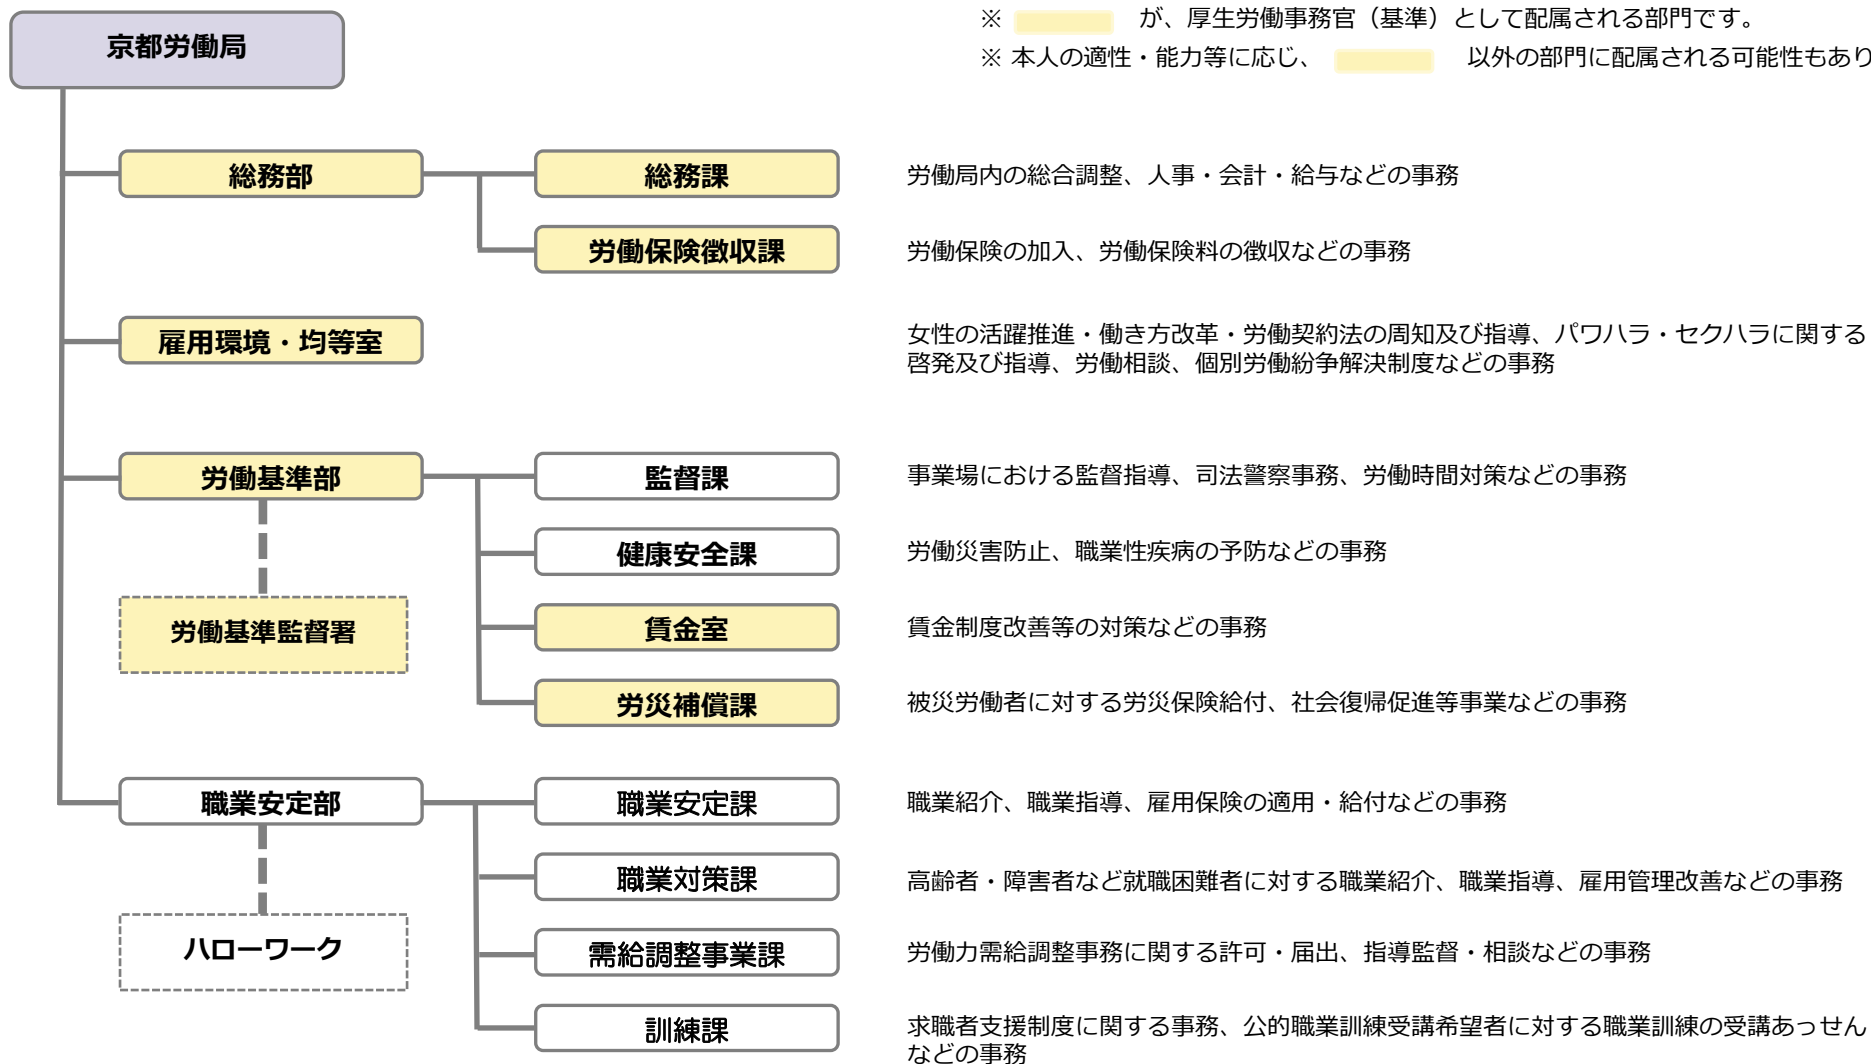 京都労働局
※ が、厚生労働事務官（基準）として配属される部門です。
※ 本人の適性・能力等に応じ、 以外の部門に配属される可能性もあり
総務部
総務課
労働局内の総合調整、人事・会計・給与などの事務
労働保険徴収課
労働保険の加入、労働保険料の徴収などの事務
雇用環境・均等室
女性の活躍推進・働き方改革・労働契約法の周知及び指導、パワハラ・セクハラに関する
啓発及び指導、労働相談、個別労働紛争解決制度などの事務
労働基準部
監督課
事業場における監督指導、司法警察事務、労働時間対策などの事務
健康安全課
労働災害防止、職業性疾病の予防などの事務
労働基準監督署
賃金室
賃金制度改善等の対策などの事務
労災補償課
被災労働者に対する労災保険給付、社会復帰促進等事業などの事務
職業安定部
職業安定課
職業紹介、職業指導、雇用保険の適用・給付などの事務
職業対策課
高齢者・障害者など就職困難者に対する職業紹介、職業指導、雇用管理改善などの事務
ハローワーク
需給調整事業課
労働力需給調整事務に関する許可・届出、指導監督・相談などの事務
訓練課
求職者支援制度に関する事務、公的職業訓練受講希望者に対する職業訓練の受講あっせん
などの事務